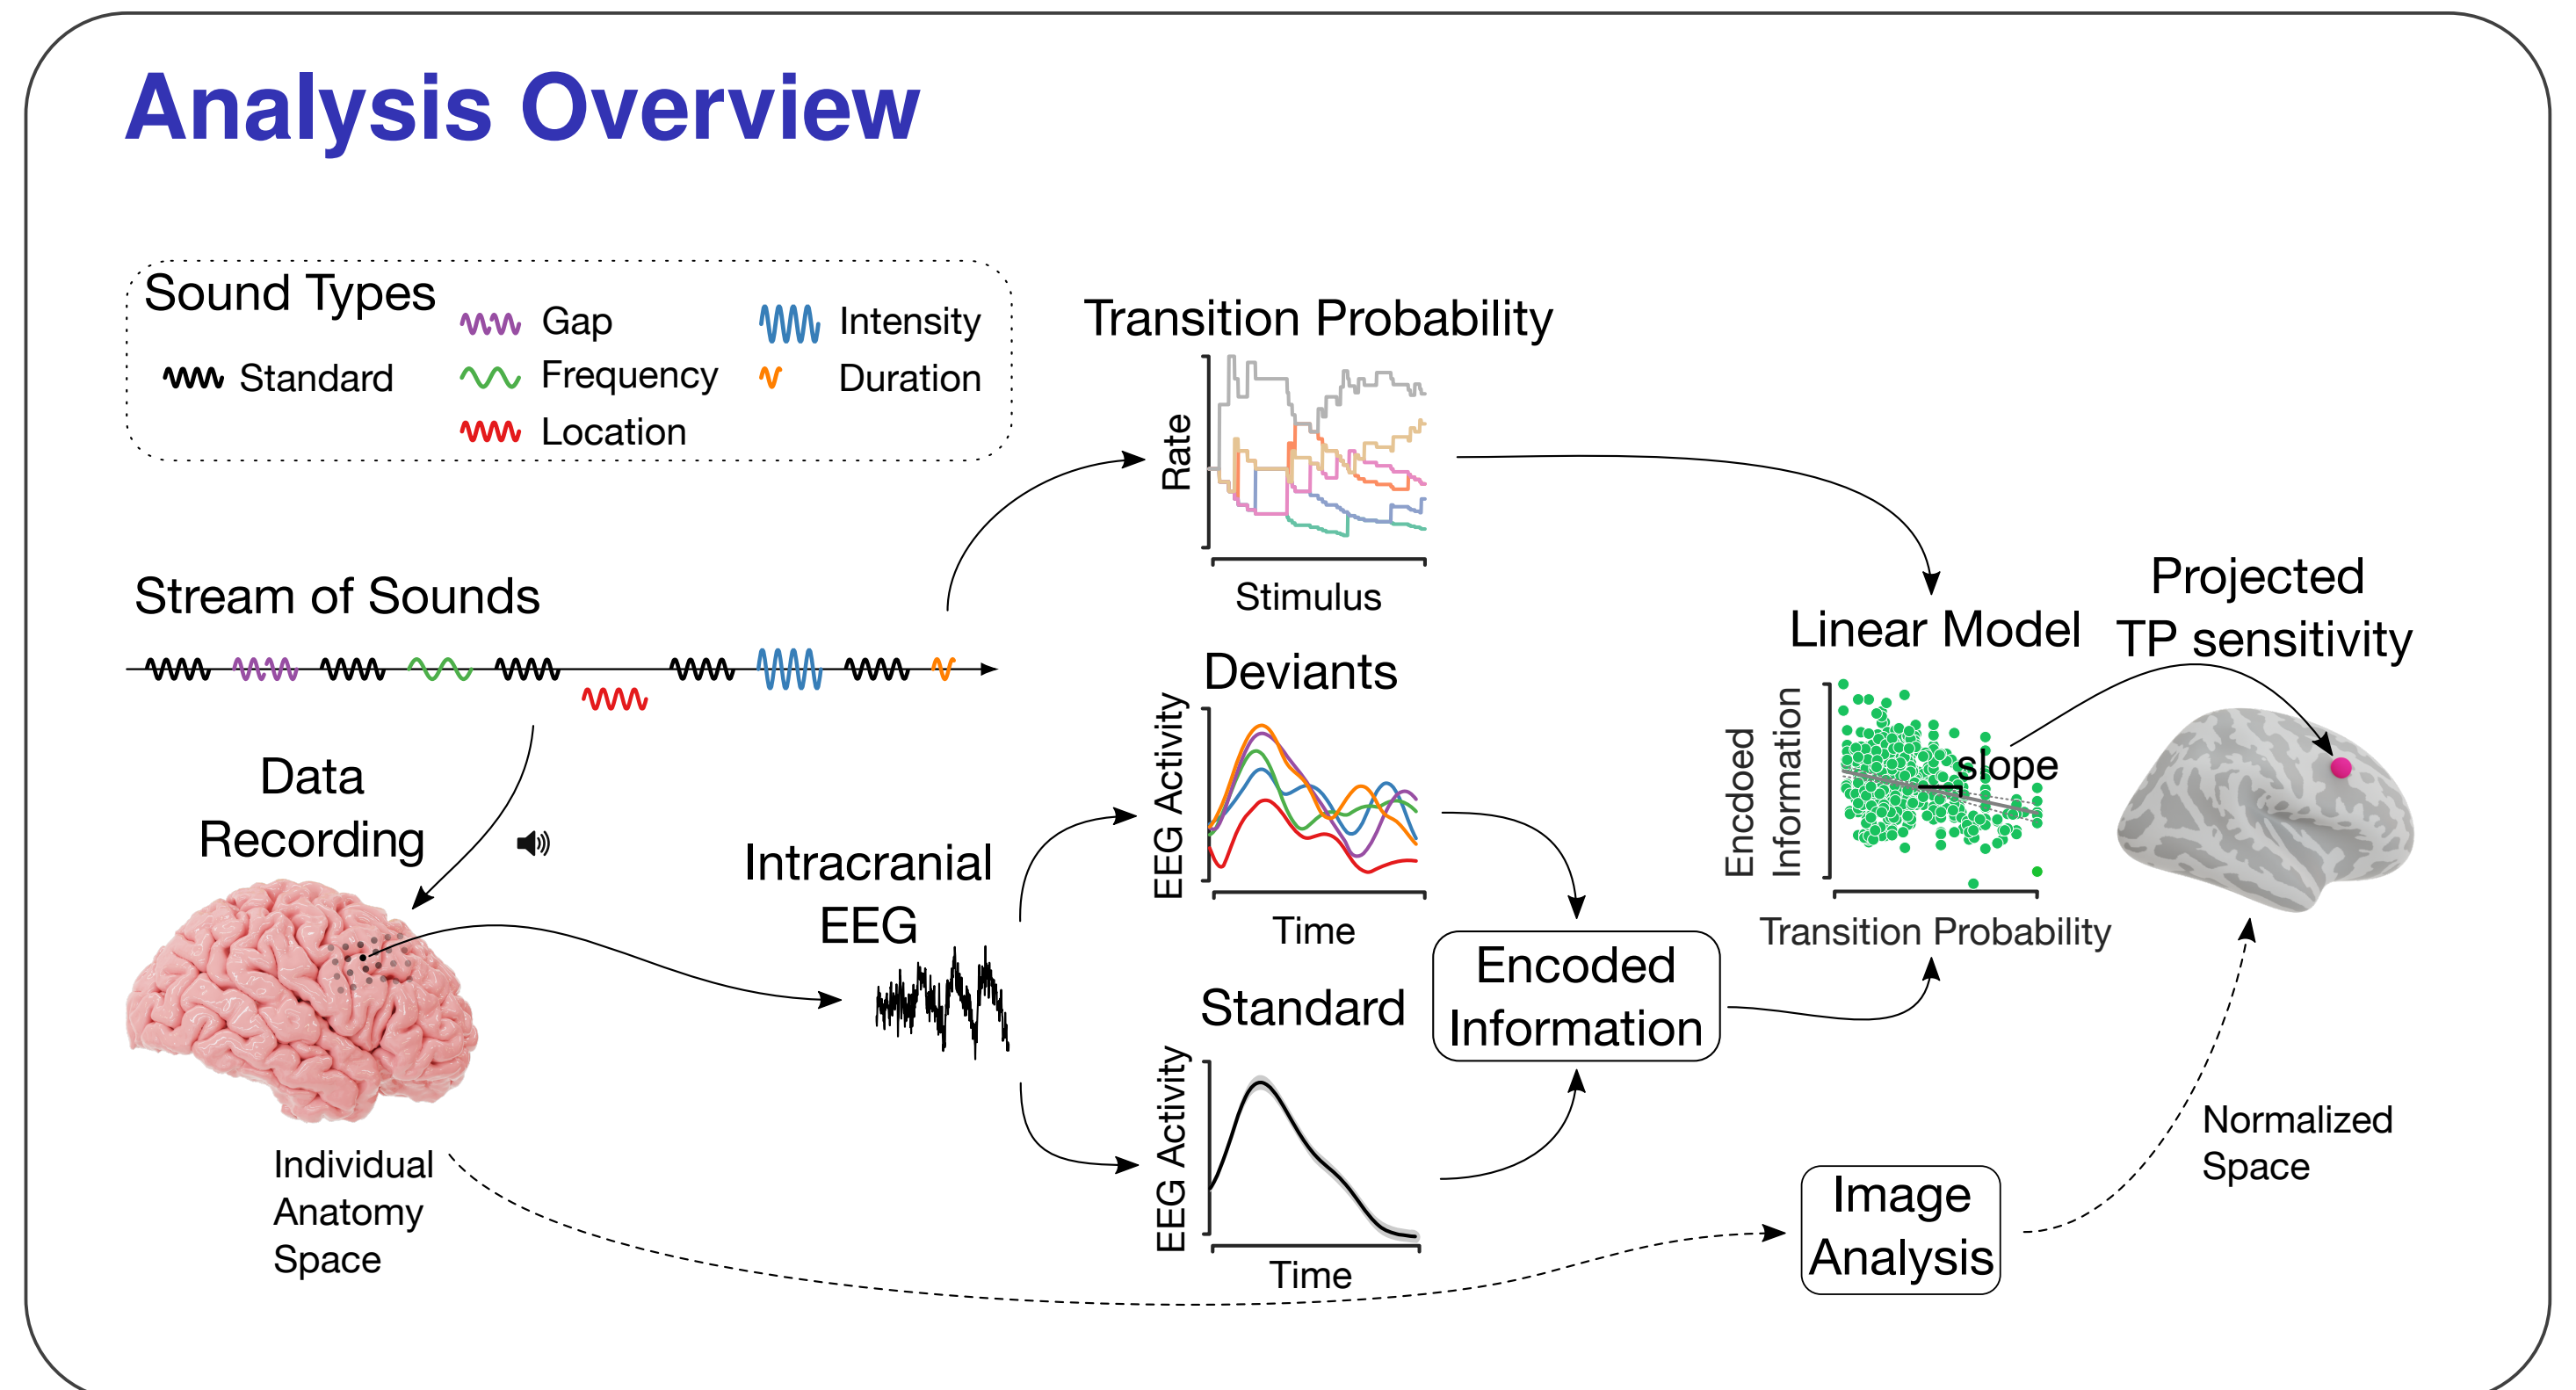 Analysis Overview
Sound Types
Standard
Gap
Frequency
Location
Intensity
Duration
Stream of Sounds
Data
Recording
Individual
Anatomy
Space
Intracranial
EEG
Transition Probability
Rate
Stimulus
Deviants
EEG Activity
Time
Standard
EEG Activity
Time
Encoded
Information
Linear Model
Encdoed
Information
slope
Transition Probability
Projected
TP sensitivity
Image
Analysis
Normalized
Space